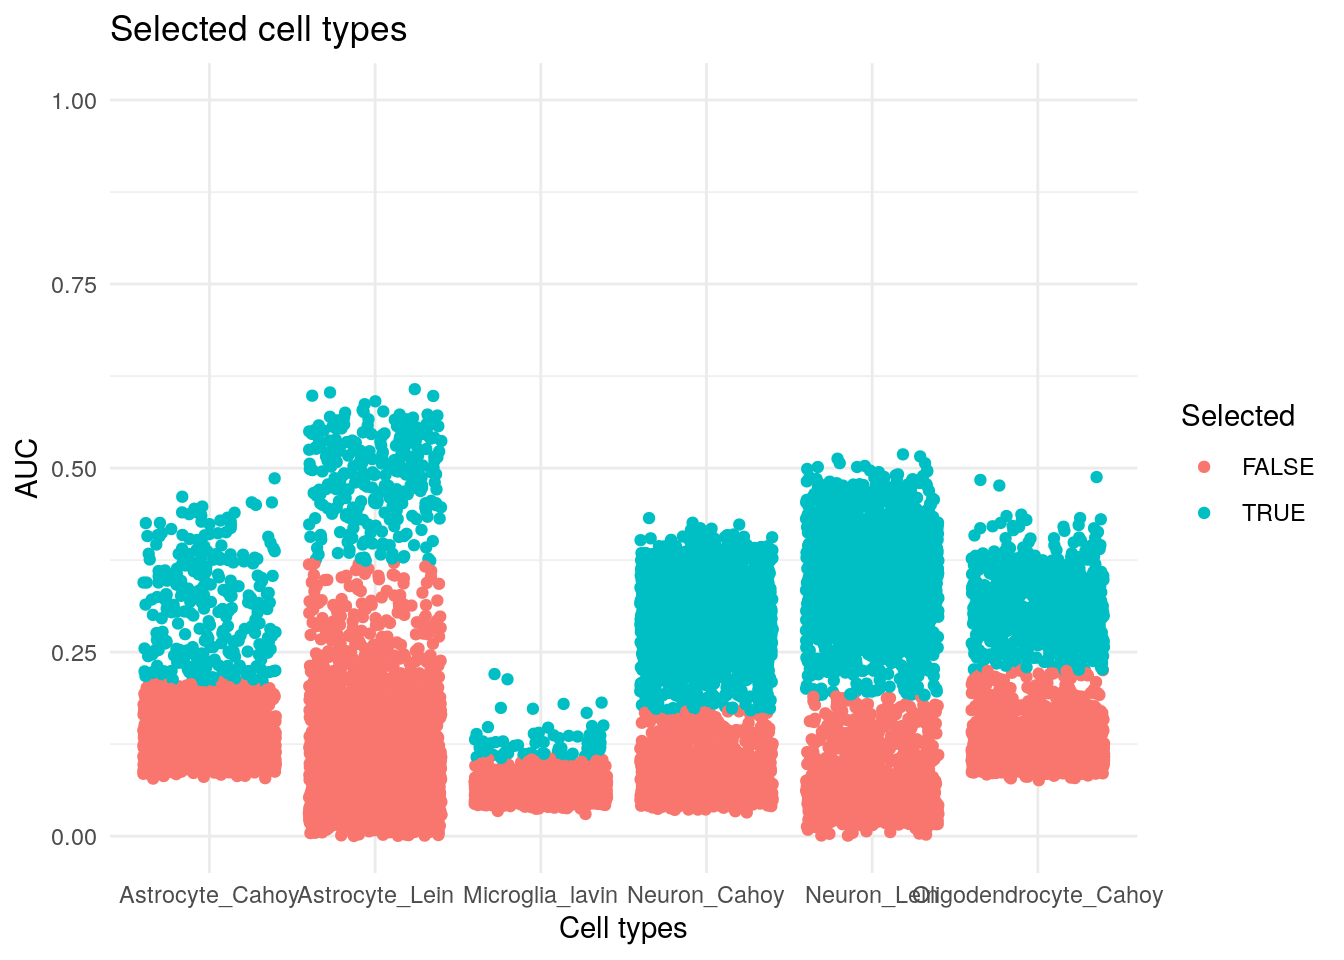 Selected cell types
1.00
0.75
0.50
0.25
0.00
AUC
Astrocyte_Cahoy Astrocyte_Lein Microglia_lavin Neuron_Cahoy Neuron_Lein Oligodendrocyte_Cahoy
Cell types
Selected
FALSE
TRUE